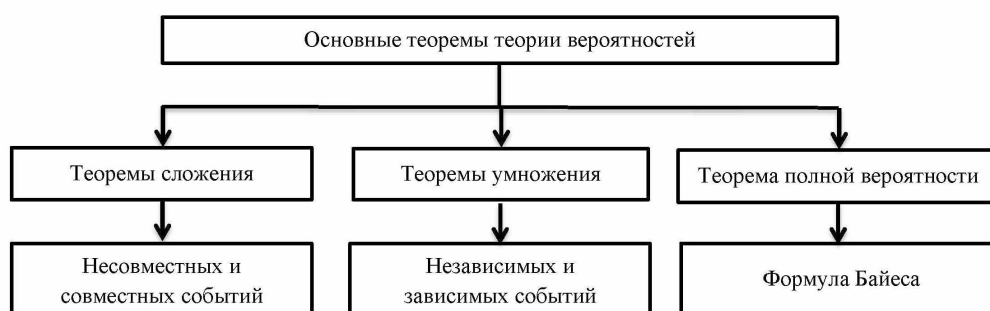 Основные теоремы теории вероятностей
Теоремы сложения
Теоремы умножения
Теорема полной вероятности
Несовместных и
совместных событий
Независимых и
зависимых событий
Формула Байеса